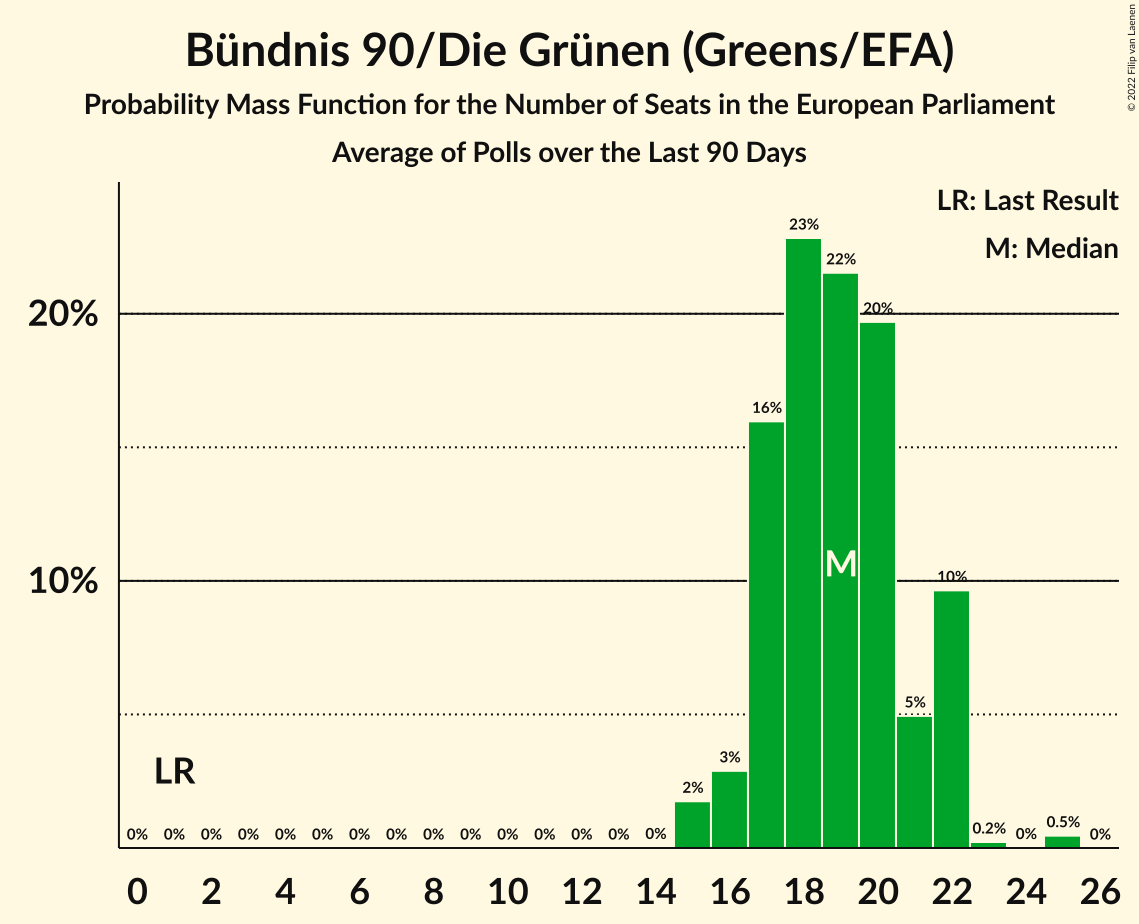 Bündnis 90/Die Grünen (Greens/EFA)
Probability Mass Function for the Number of Seats in the European Parliament
Average of Polls over the Last 90 Days
© 2022 Filip van Laenen
LR: Last Result
M: Median
20%
10%
LR
M
0% 0% 0% 0% 0% 0% 0% 0% 0% 0% 0% 0% 0% 0% 0% 2% 3% 16% 23% 22% 20% 5% 10% 0.2% 0% 0.5% 0%
0 2 4 6 8 10 12 14 16 18 20 22 24 26